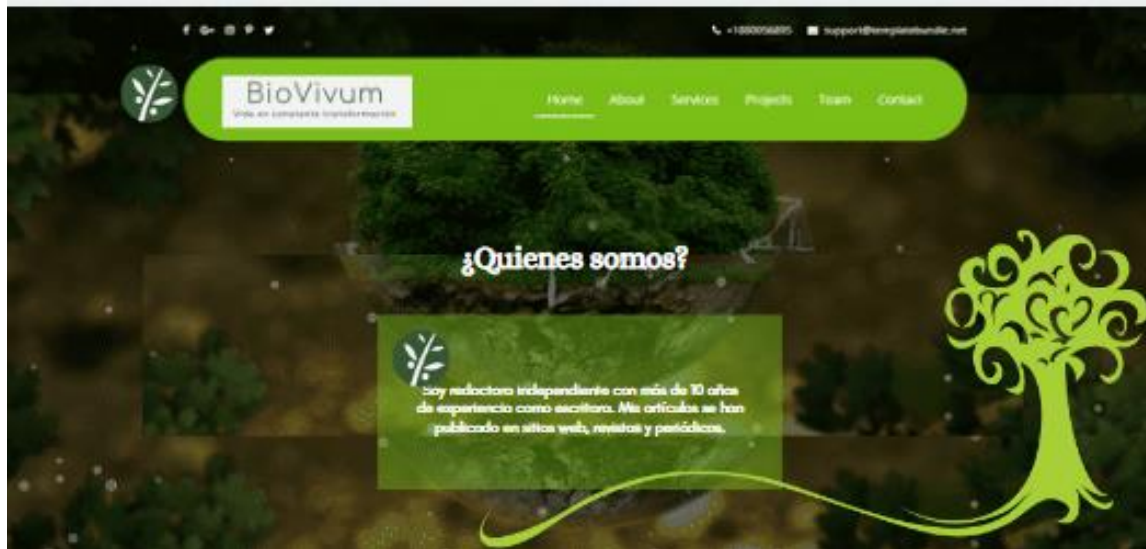 +1800056895 support@templatebundle.net
BioVivum
Vida en constante transformación
Home About Services Projects Team Contact
¿Quienes somos?
Soy redactora independiente con más de 10 años
de experiencia como escritora. Mis artículos se han
publicado en sitios web, revistas y periódicos.